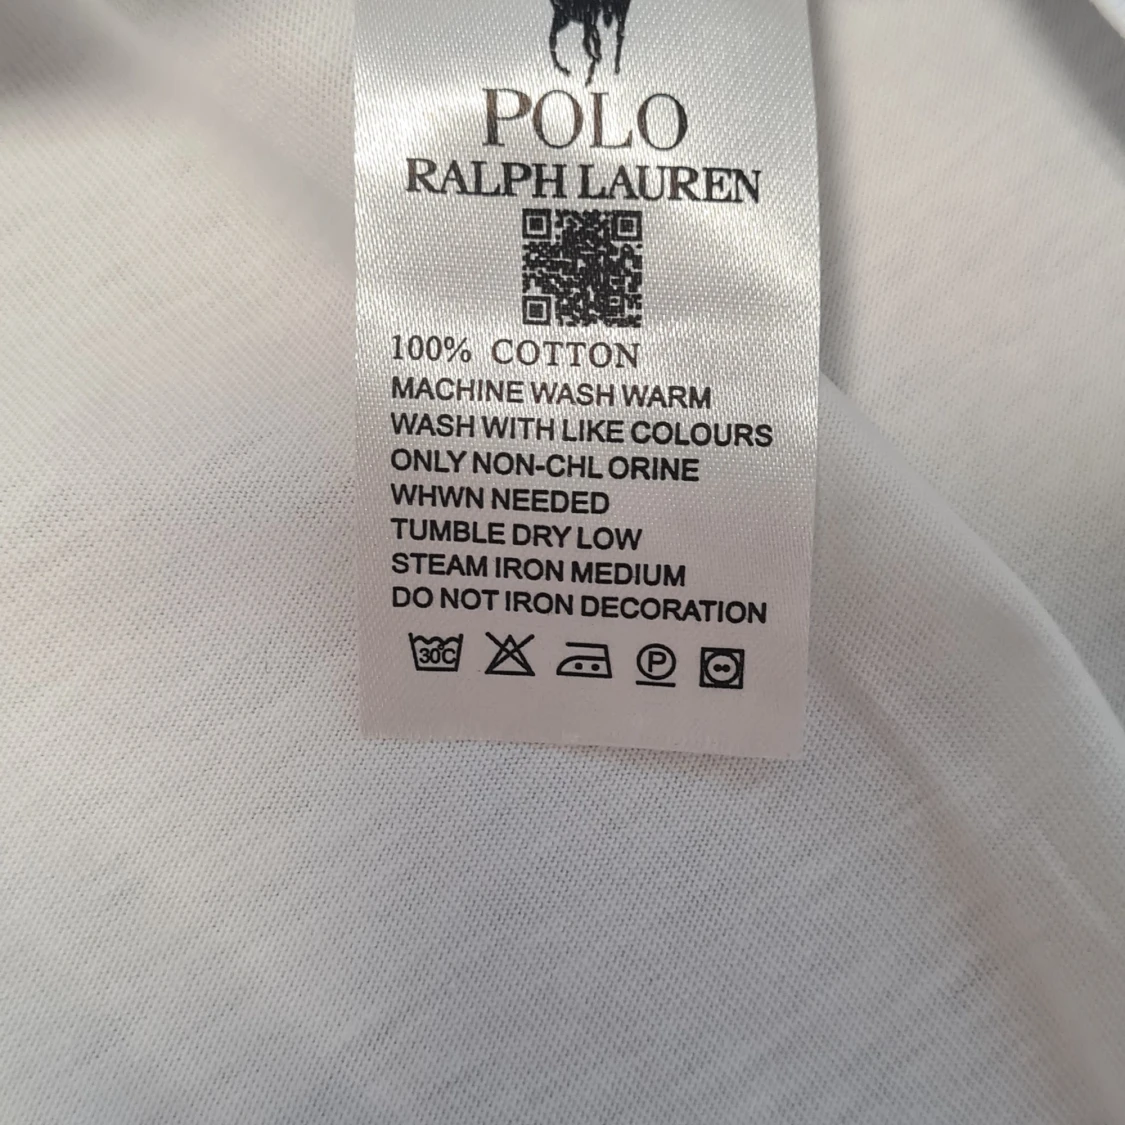 POLO
RALPH LAUREN
100% COTTON
MACHINE WASH WARM
WASH WITH LIKE COLOURS
ONLY NON-CHL ORINE
WHWN NEEDED
TUMBLE DRY LOW
STEAM IRON MEDIUM
DO NOT IRON DECORATION
30C P